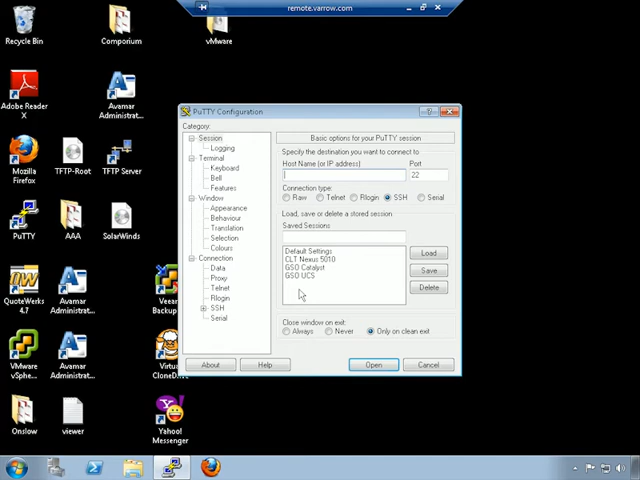 remote.varrow.com
Recycle Bin
Comporium
vMware
Adobe Reader X
Avamar Administrat...
Mozilla Firefox
TFTP-Root
TFTP Server
PuTTY
AAA
SolarWinds
QuoteWerks 4.7
Avamar Administrat...
Veeam
Backup
VMware vSphe...
Avamar Administrat...
Virtual
CloneDrive
Onslow
viewer
Yahoo! Messenger
PuTTY Configuration
Category:
Session
Logging
Terminal
Keyboard
Bell
Features
Window
Appearance
Behaviour
Translation
Selection
Colours
Connection
Data
Proxy
Telnet
Rlogin
SSH
Serial
Basic options for your PuTTY session
Specify the destination you want to connect to
Host Name (or IP address)
Port
22
Connection type:
Raw
Telnet
Rlogin
SSH
Serial
Load, save or delete a stored session
Saved Sessions
Default Settings
CLT Nexus 5010
GSO Catalyst
GSO UCS
Load
Save
Delete
Close window on exit:
Always
Never
Only on clean exit
About
Help
Open
Cancel